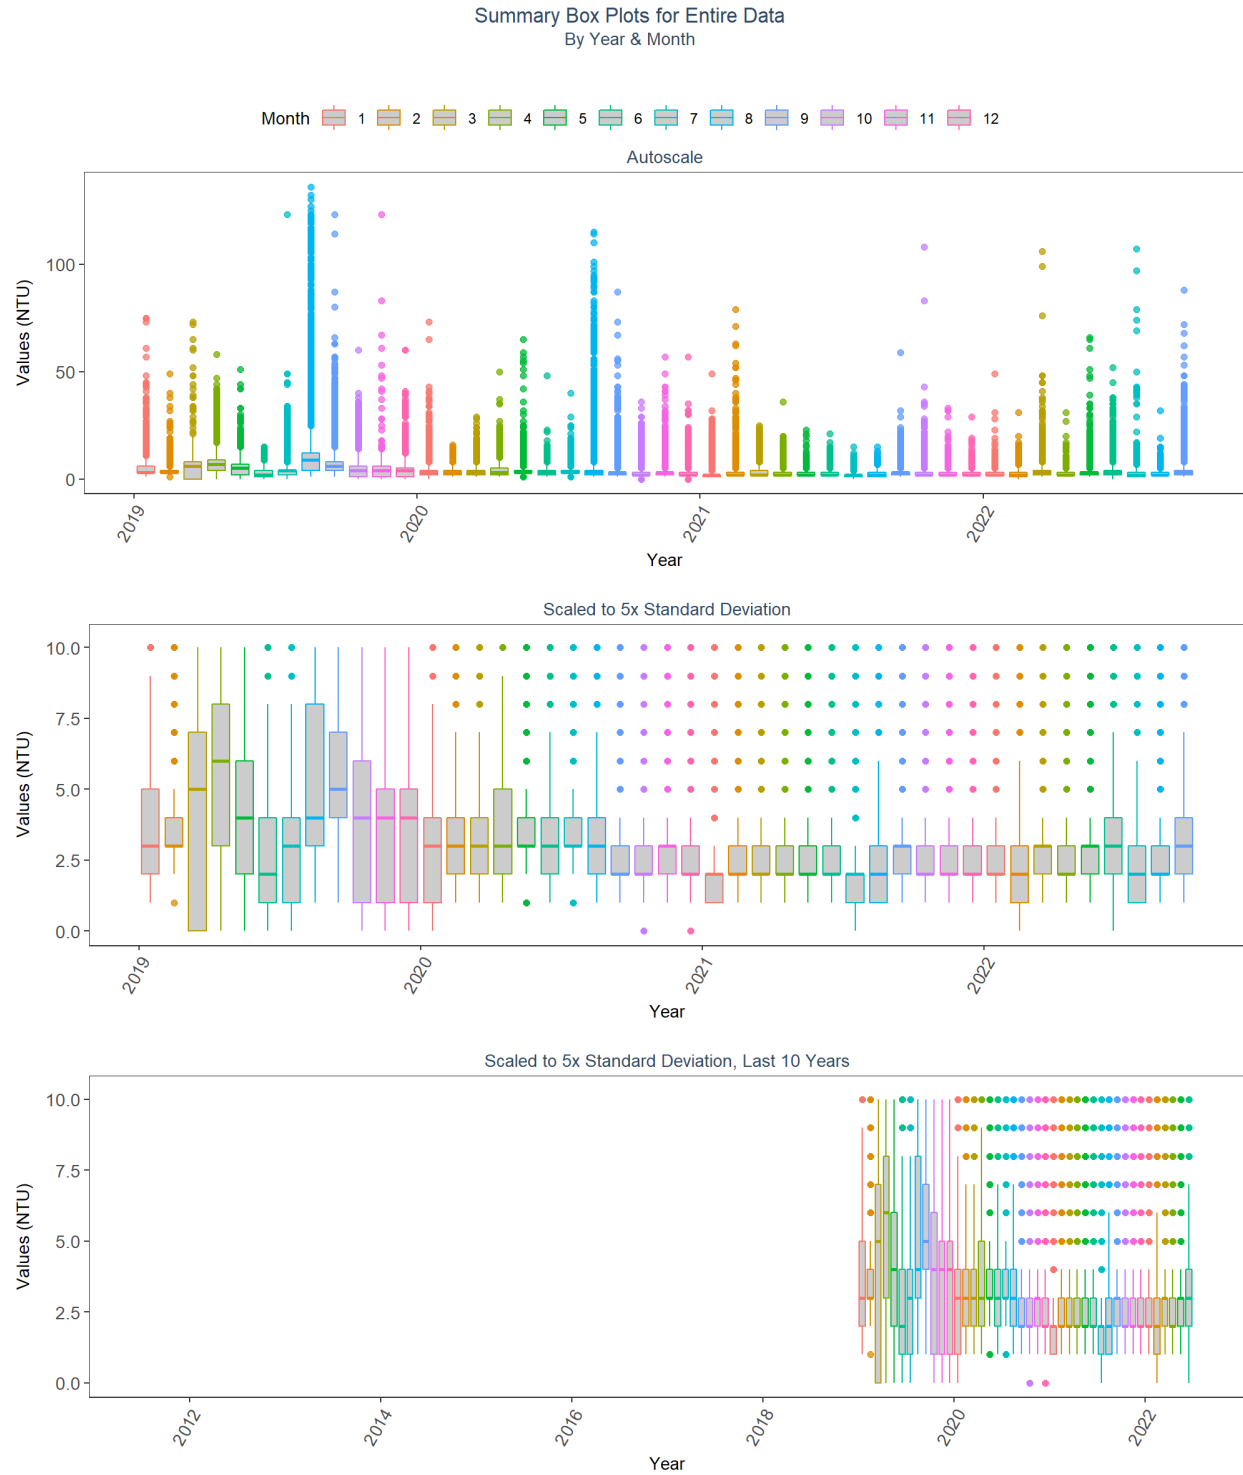 Summary Box Plots for Entire Data
By Year & Month
Month 1 2 3 4 5 6 7 8 9 10 11 12
Autoscale
100
50
0
Values (NTU)
2019 2020 2021 2022
Year
Scaled to 5x Standard Deviation
10.0
7.5
5.0
2.5
0.0
Values (NTU)
2019 2020 2021 2022
Year
Scaled to 5x Standard Deviation, Last 10 Years
10.0
7.5
5.0
2.5
0.0
Values (NTU)
2012 2014 2016 2018 2020 2022
Year